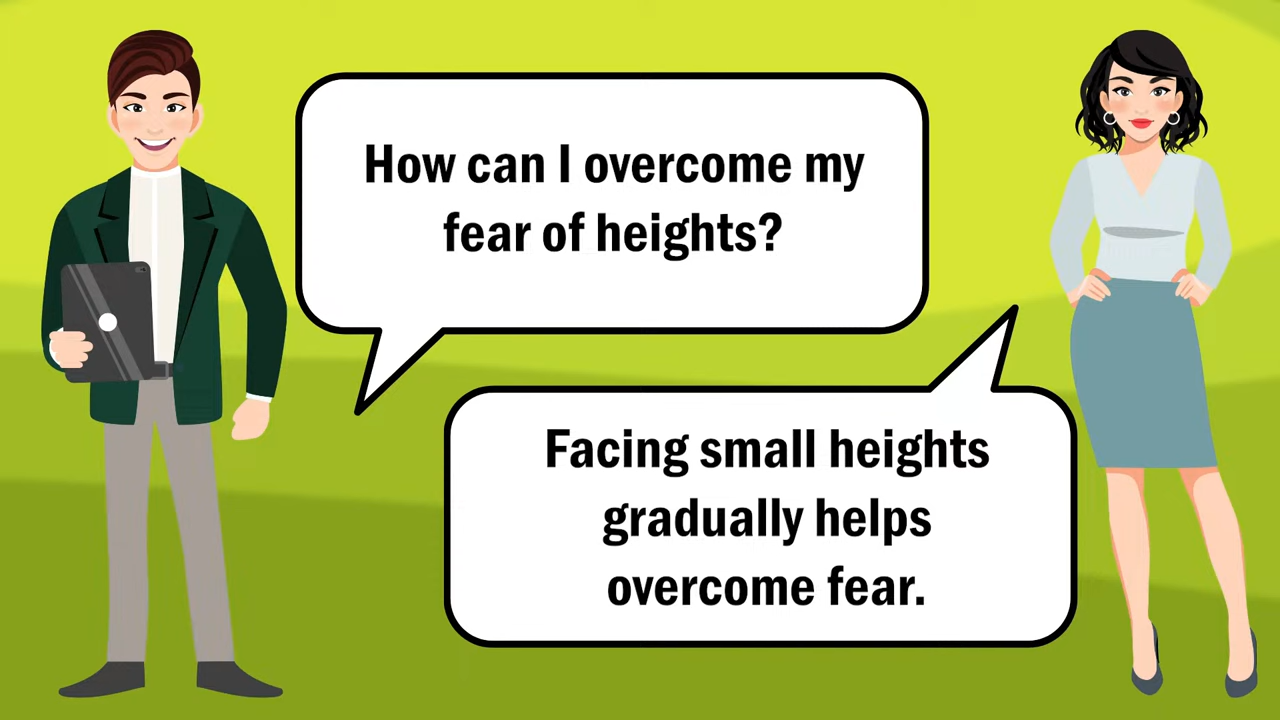 How can I overcome my
fear of heights?
Facing small heights
gradually helps
overcome fear.